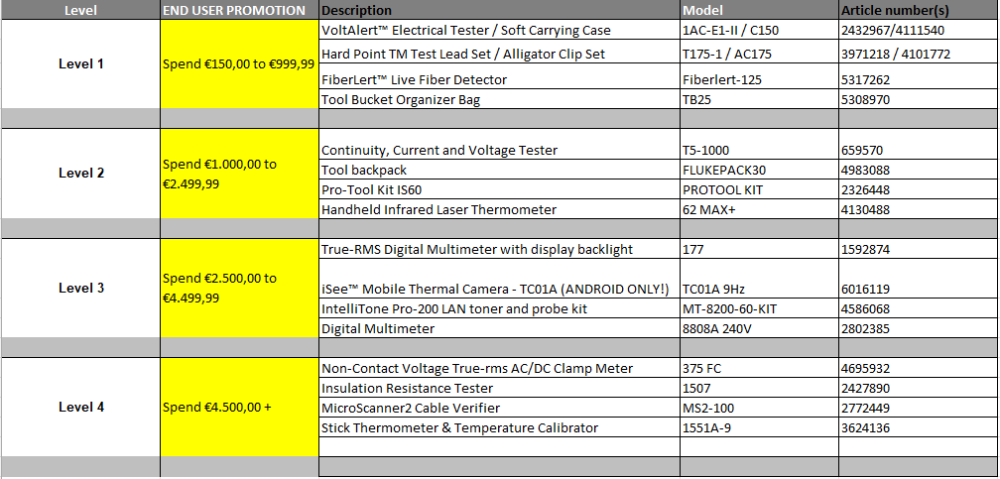 Level END USER PROMOTION Description Model Article number(s)
Level 1 Spend €150,00 to €999,99
VoltAlert™ Electrical Tester / Soft Carrying Case 1AC-E1-II / C150 2432967/4111540
Hard Point TM Test Lead Set / Alligator Clip Set T175-1 / AC175 3971218 / 4101772
FiberLert™ Live Fiber Detector Fiberlert-125 5317262
Tool Bucket Organizer Bag TB25 5308970
Level 2 Spend €1.000,00 to
€2.499,99
Continuity, Current and Voltage Tester T5-1000 659570
Tool backpack FLUKEPACK30 4983088
Pro-Tool Kit IS60 PROTOOL KIT 2326448
Handheld Infrared Laser Thermometer 62 MAX+ 4130488
Level 3 Spend €2.500,00 to
€4.499,99
True-RMS Digital Multimeter with display backlight 177 1592874
iSee™ Mobile Thermal Camera - TC01A (ANDROID ONLY!) TC01A 9Hz 6016119
IntelliTone Pro-200 LAN toner and probe kit MT-8200-60-KIT 4586068
Digital Multimeter 8808A 240V 2802385
Level 4 Spend €4.500,00 +
Non-Contact Voltage True-rms AC/DC Clamp Meter 375 FC 4695932
Insulation Resistance Tester 1507 2427890
MicroScanner2 Cable Verifier MS2-100 2772449
Stick Thermometer & Temperature Calibrator 1551A-9 3624136